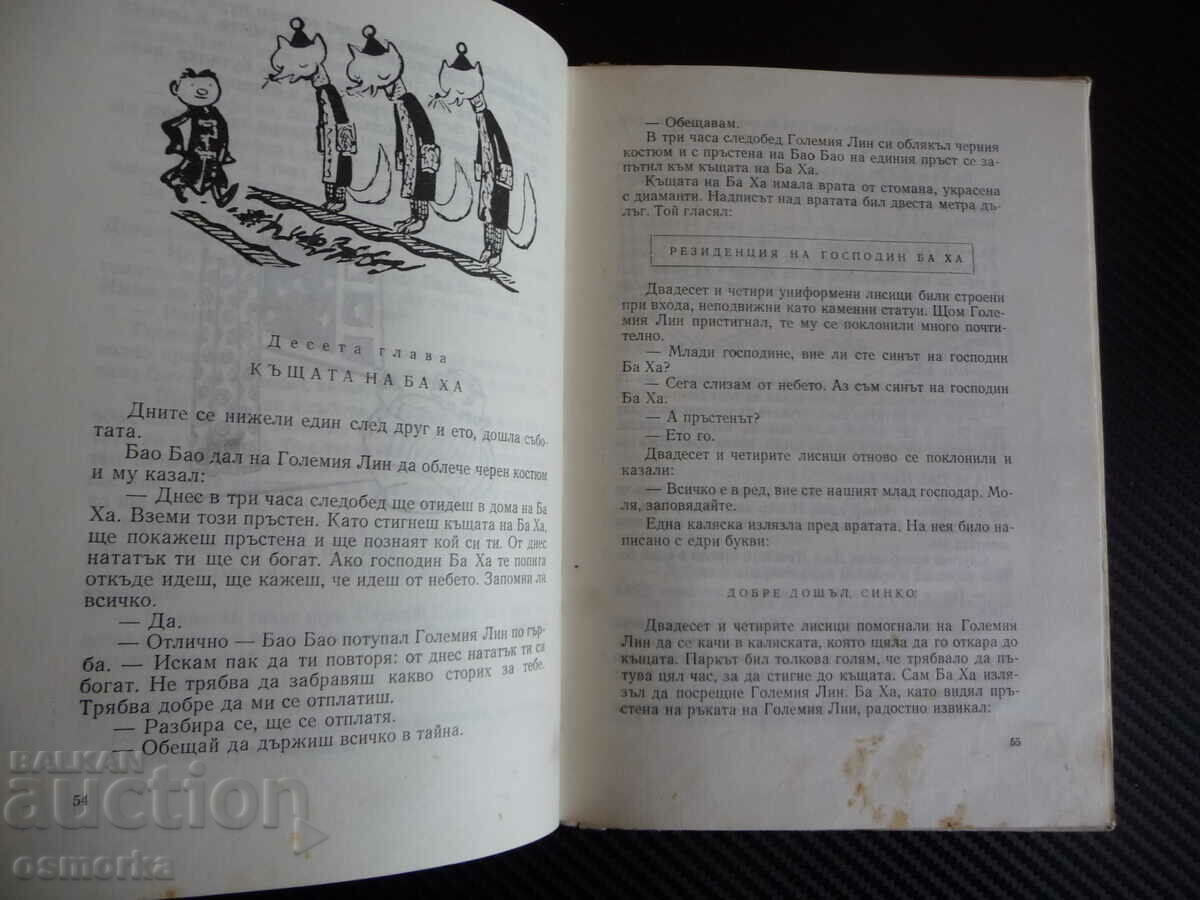 Десета глава
КЪЩАТА НА БА ХА
Дните се нижели един след друг и ето, дошла събо-
тата.
Бао Бао дал на Големия Лин да облече черен костюм
и му казал:
— Днес в три часа следобед ще отидеш в дома на Ба
Ха. Вземи този пръстен. Като стигнеш къщата на Ба Ха,
ще покажеш пръстена и ще познаят кой си ти. От днес
нататък ти ще си богат. Ако господин Ба Ха те попита
откъде идеш, ще кажеш, че идеш от небето. Запомни ли
всичко.
— Да.
— Отлично — Бао Бао потупал Големия Лин по гър-
ба. — Искам пак да ти повторя: от днес нататък ти си
богат. Не трябва да забравяш какво сторих за тебе.
Трябва добре да ми се отплатиш.
— Разбира се, ще се отплатя.
— Обещай да държиш всичко в тайна.
54
— Обещавам.
В три часа следобед Големия Лин си облякъл черния
костюм и с пръстена на Бао Бао на единия пръст се за-
пътил към къщата на Ба Ха.
Къщата на Ба Ха имала врата от стомана, украсена
с диаманти. Надписът над вратата бил двеста метра дъ-
лъг. Той гласял:
РЕЗИДЕНЦИЯ НА ГОСПОДИН БА ХА
Двадесет и четири униформени лисици били строени
при входа, неподвижни като каменни статуи. Щом Голе-
мия Лин пристигнал, те му се поклонили много почти-
телно.
— Млади господине, вие ли сте синът на господин
Ба Ха?
— Сега слизам от небето. Аз съм синът на господин
Ба Ха.
— А пръстенът?
— Ето го.
Двадесет и четирите лисици отново се поклонили и
казали:
— Всичко е в ред, вие сте нашият млад господар. Мо-
ля, заповядайте.
Една каляска излязла пред вратата. На нея било на-
писано с едри букви:
ДОБРЕ ДОШЪЛ, СИНКО!
Двадесет и четирите лисици помогнали на Големия
Лин да се качи в каляската, която щяла да го откара до
къщата. Паркът бил толкова голям, че трябвало да пъ-
тува цял час, за да стигне до къщата. Сам Ба Ха изля-
зъл да посрещне Големия Лин. Ба Ха, като видял пръ-
стена на ръката на Големия Лин, радостно извикал:
55
BALKAN
auction
osmorka